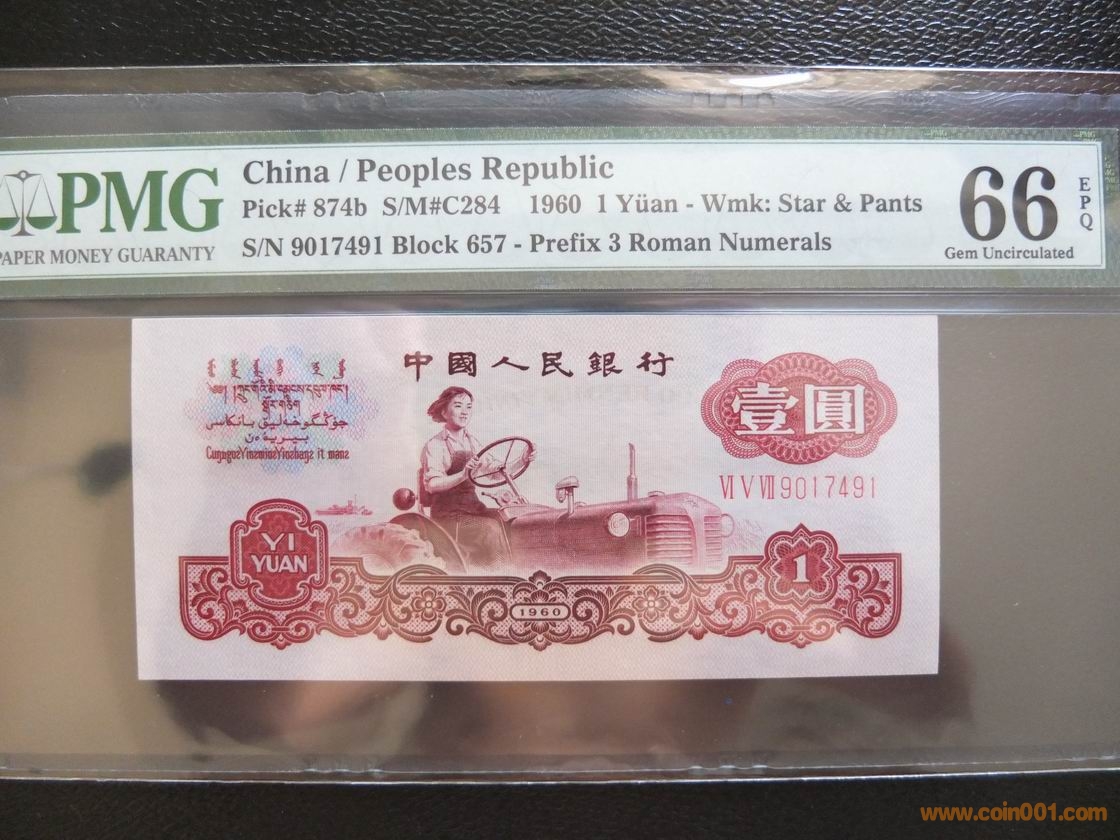 PMG
PAPER MONEY GUARANTY
China / Peoples Republic
Pick# 874b S/M#C284 1960 1 Yüan - Wmk: Star & Pants
S/N 9017491 Block 657 - Prefix 3 Roman Numerals
66
EPQ
Gem Uncirculated
中國人民銀行
壹圓
VI V VII 9017491
YI
YUAN
1960
1
www.coin001.com